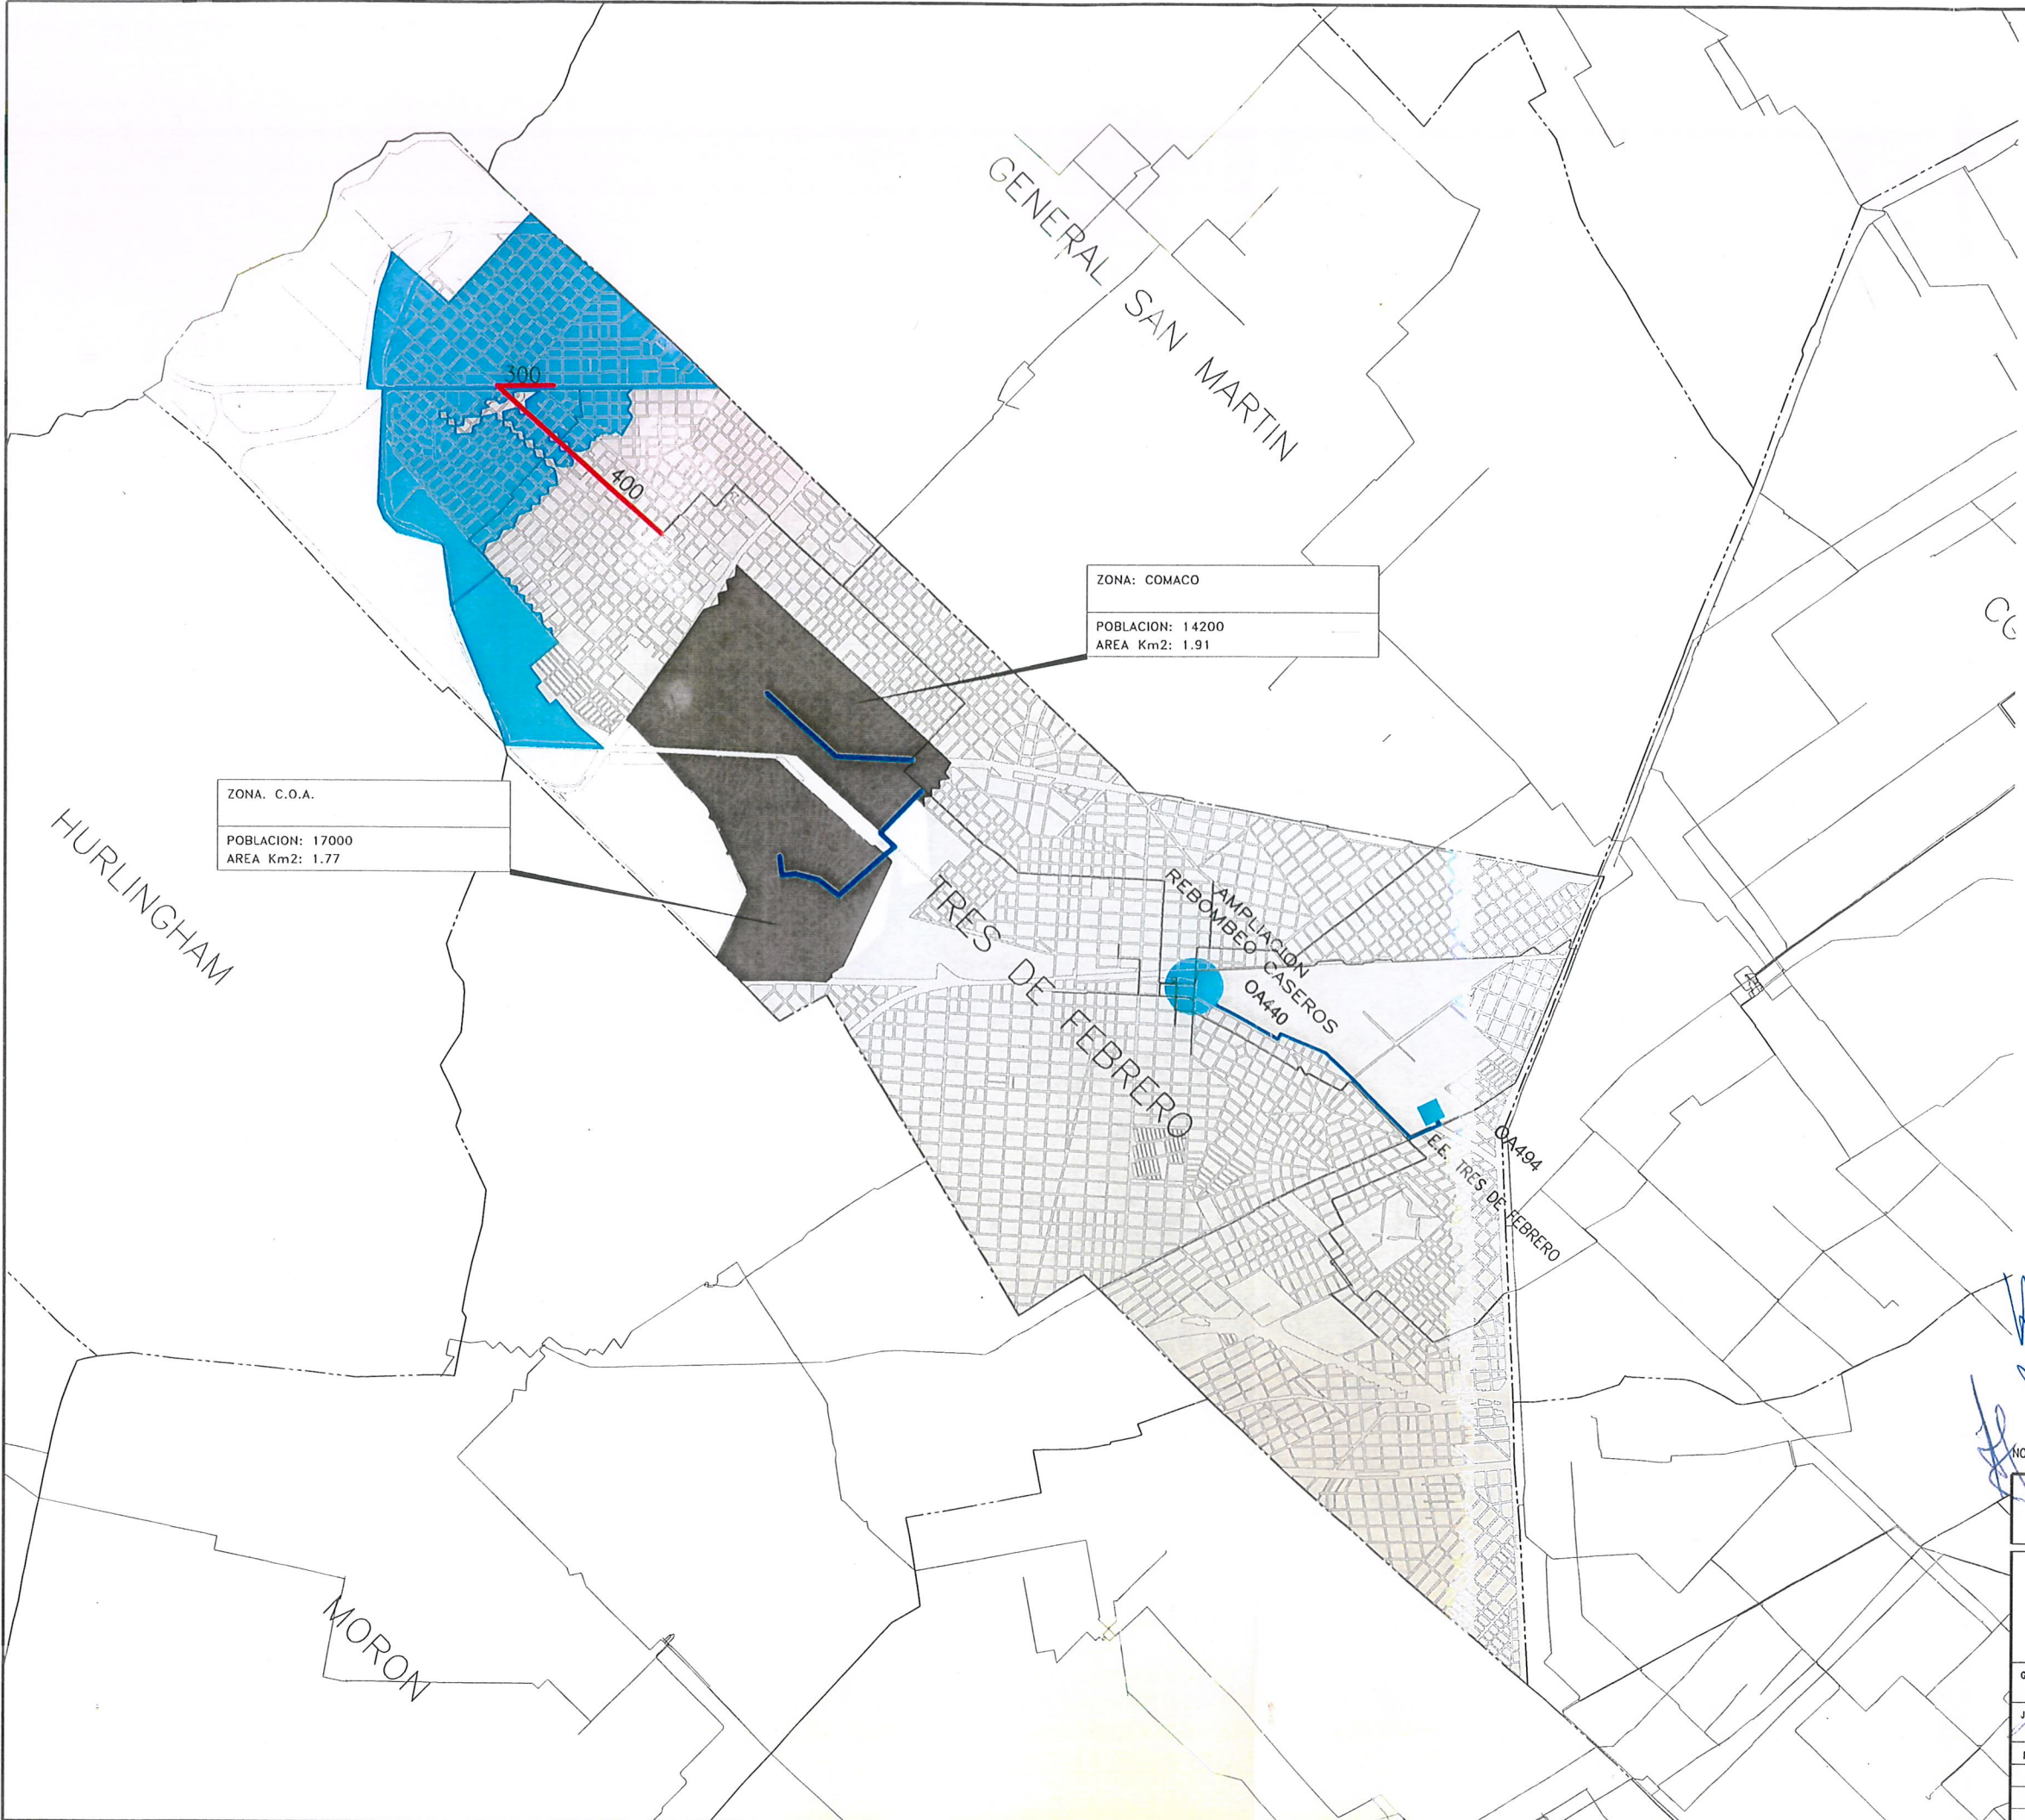 GENERAL SAN MARTIN
300
400
ZONA: COMACO
POBLACION: 14200
AREA Km2: 1.91
ZONA. C.O.A.
POBLACION: 17000
AREA Km2: 1.77
HURLINGHAM
TRES DE FEBRERO
AMPLIACION
REBOMBEO CASEROS
OA440
OA494
E.E. TRES DE FEBRERO
MORON